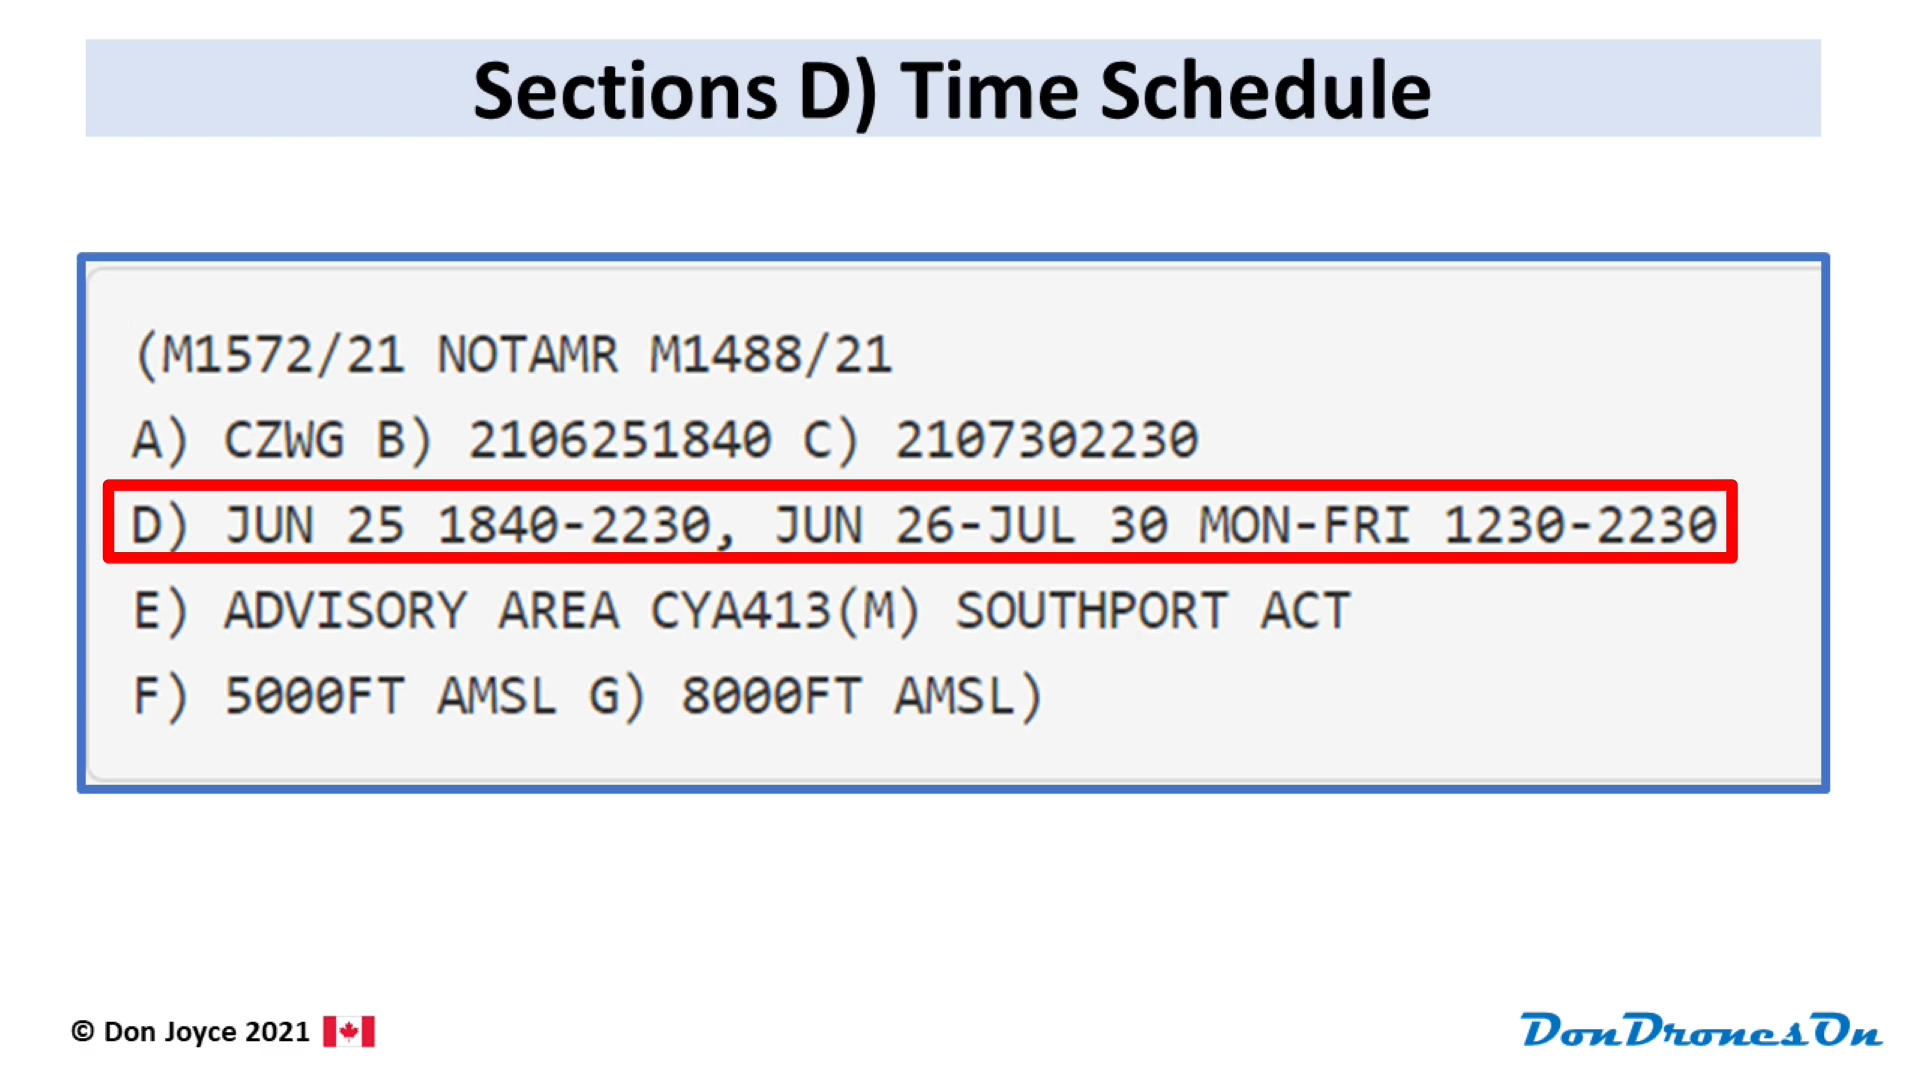 Sections D) Time Schedule
(M1572/21 NOTAMR M1488/21
A) CZWG B) 2106251840 C) 2107302230
D) JUN 25 1840-2230, JUN 26-JUL 30 MON-FRI 1230-2230
E) ADVISORY AREA CYA413(M) SOUTHPORT ACT
F) 5000FT AMSL G) 8000FT AMSL)
© Don Joyce 2021
DonDronesOn